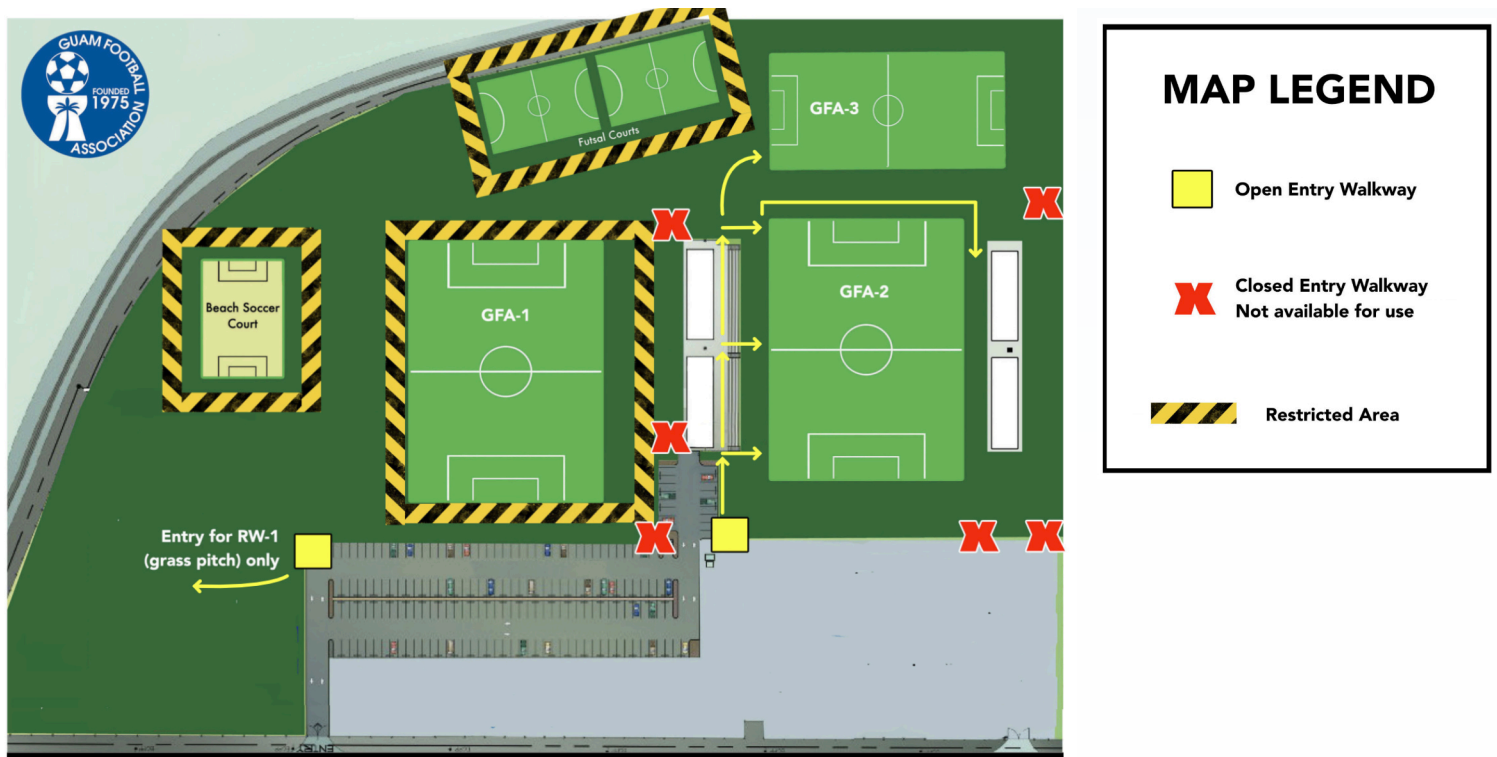 GUAM FOOTBALL ASSOCIATION
FOUNDED
1975
Futsal Courts
GFA-3
Beach Soccer
Court
GFA-1
GFA-2
Entry for RW-1
(grass pitch) only
ENTRY
MAP LEGEND
Open Entry Walkway
Closed Entry Walkway
Not available for use
Restricted Area